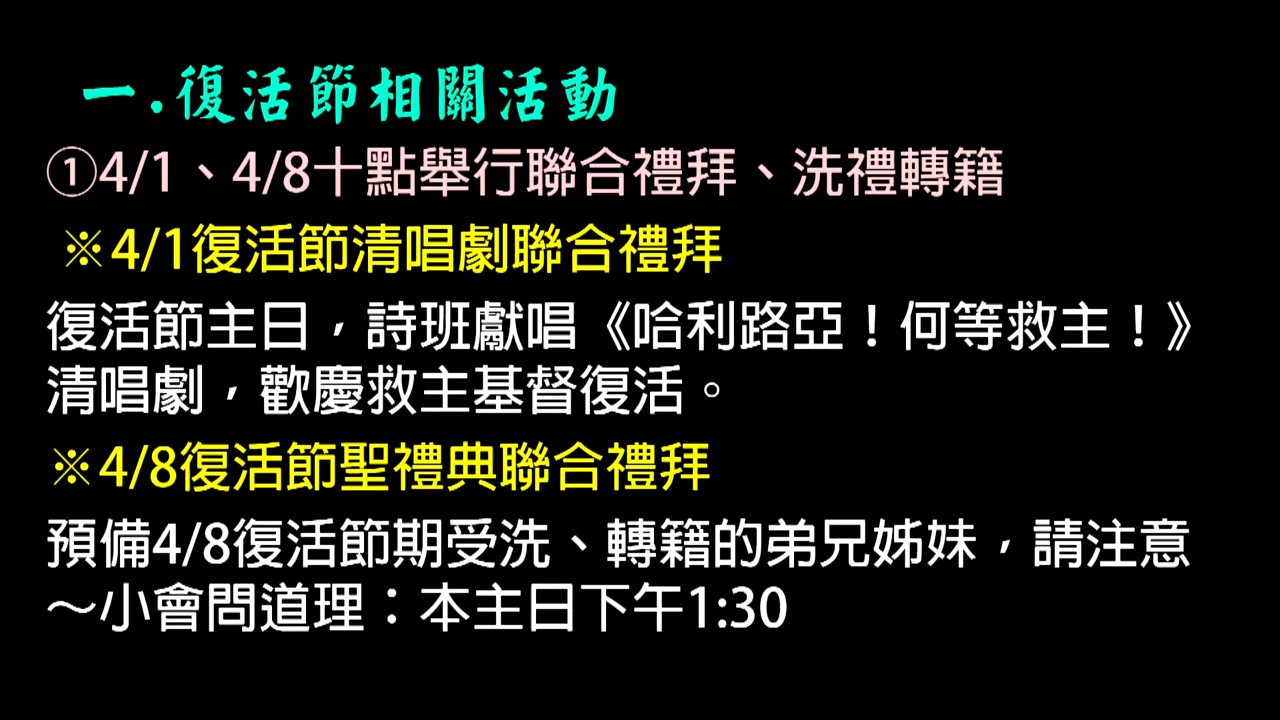 一.復活節相關活動
①4/1、4/8十點舉行聯合禮拜、洗禮轉籍
※4/1復活節清唱劇聯合禮拜
復活節主日，詩班獻唱《哈利路亞！何等救主！》
清唱劇，歡慶救主基督復活。
※4/8復活節聖禮典聯合禮拜
預備4/8復活節期受洗、轉籍的弟兄姊妹，請注意
～小會問道理：本主日下午1:30